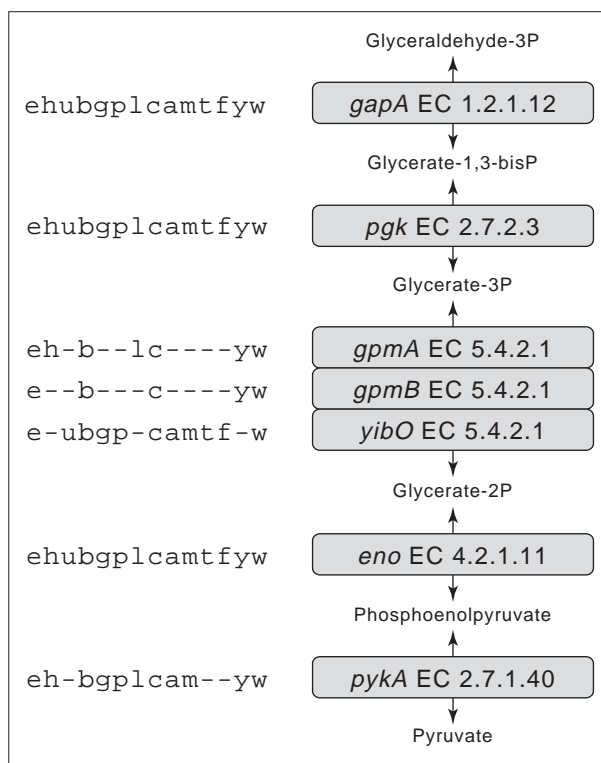 Glyceraldehyde-3P
ehubgplcamtfyw gapA EC 1.2.1.12
Glycerate-1,3-bisP
ehubgplcamtfyw pgk EC 2.7.2.3
Glycerate-3P
eh-b--lc----yw gpmA EC 5.4.2.1
e--b---c----yw gpmB EC 5.4.2.1
e-ubgp-camtf-w yibO EC 5.4.2.1
Glycerate-2P
ehubgplcamtfyw eno EC 4.2.1.11
Phosphoenolpyruvate
eh-bgplcam--yw pykA EC 2.7.1.40
Pyruvate